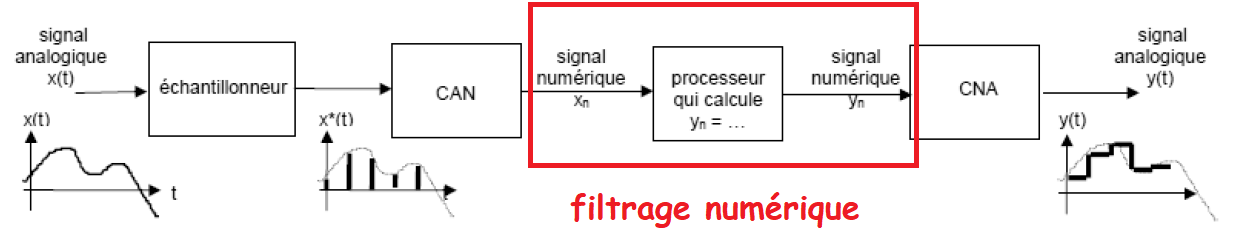 signal
analogique
x(t)
échantillonneur
CAN
signal
numérique
xn
processeur
qui calcule
yn = ...
signal
numérique
yn
CNA
signal
analogique
y(t)
x(t)
t
x*(t)
t
y(t)
filtrage numérique